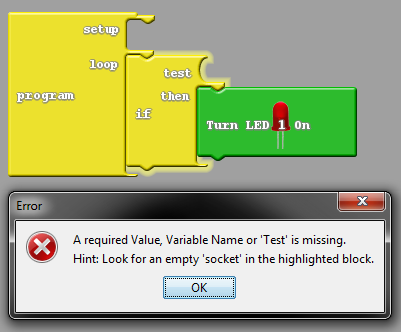 setup
loop
test
program
then
if
Turn LED 1 On
Error
A required Value, Variable Name or 'Test' is missing.
Hint: Look for an empty 'socket' in the highlighted block.
OK